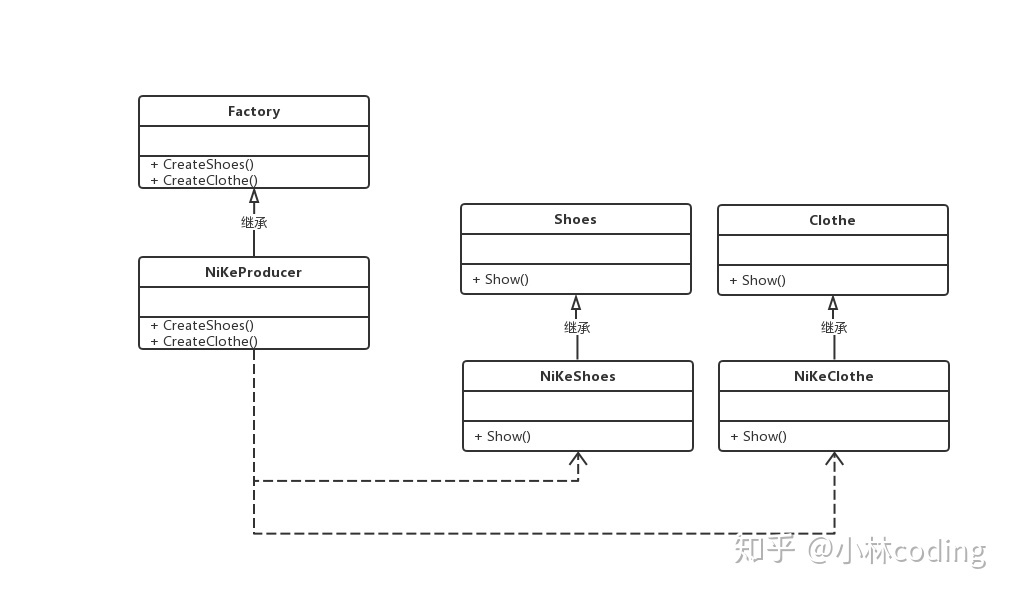 Factory
+ CreateShoes()
+ CreateClothe()
继承
NiKeProducer
+ CreateShoes()
+ CreateClothe()
Shoes
+ Show()
继承
NiKeShoes
+ Show()
Clothe
+ Show()
继承
NiKeClothe
+ Show()
知乎 @小林coding